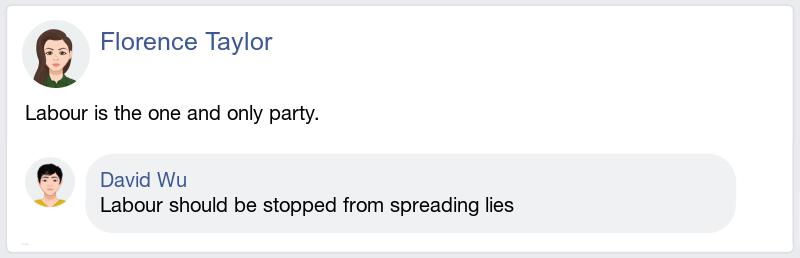 Florence Taylor
Labour is the one and only party.
David Wu
Labour should be stopped from spreading lies